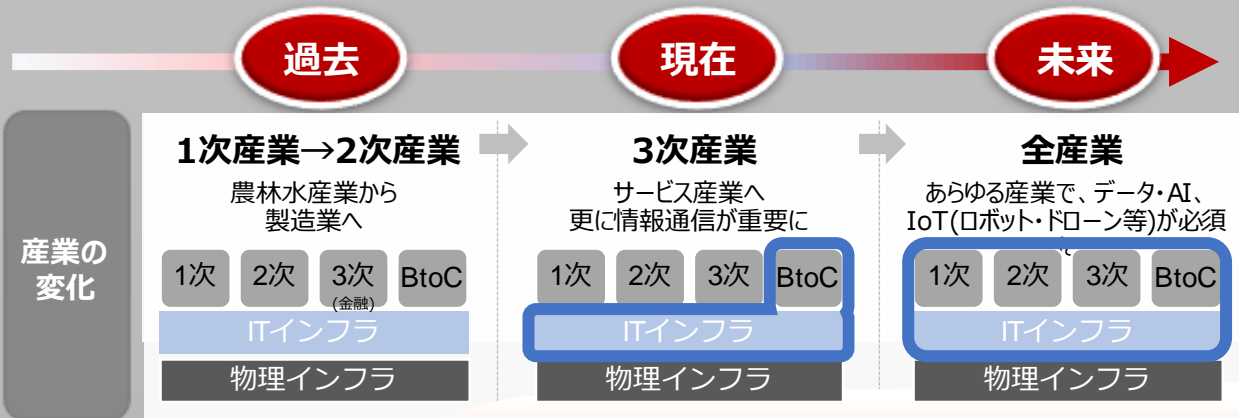 過去
現在
未来
産業の
変化
1次産業→2次産業
農林水産業から
製造業へ
1次
2次
3次
(金融)
BtoC
ITインフラ
物理インフラ
3次産業
サービス産業へ
更に情報通信が重要に
1次
2次
3次
BtoC
ITインフラ
物理インフラ
全産業
あらゆる産業で、データ・AI、
IoT(ロボット・ドローン等)が必須
1次
2次
3次
BtoC
ITインフラ
物理インフラ